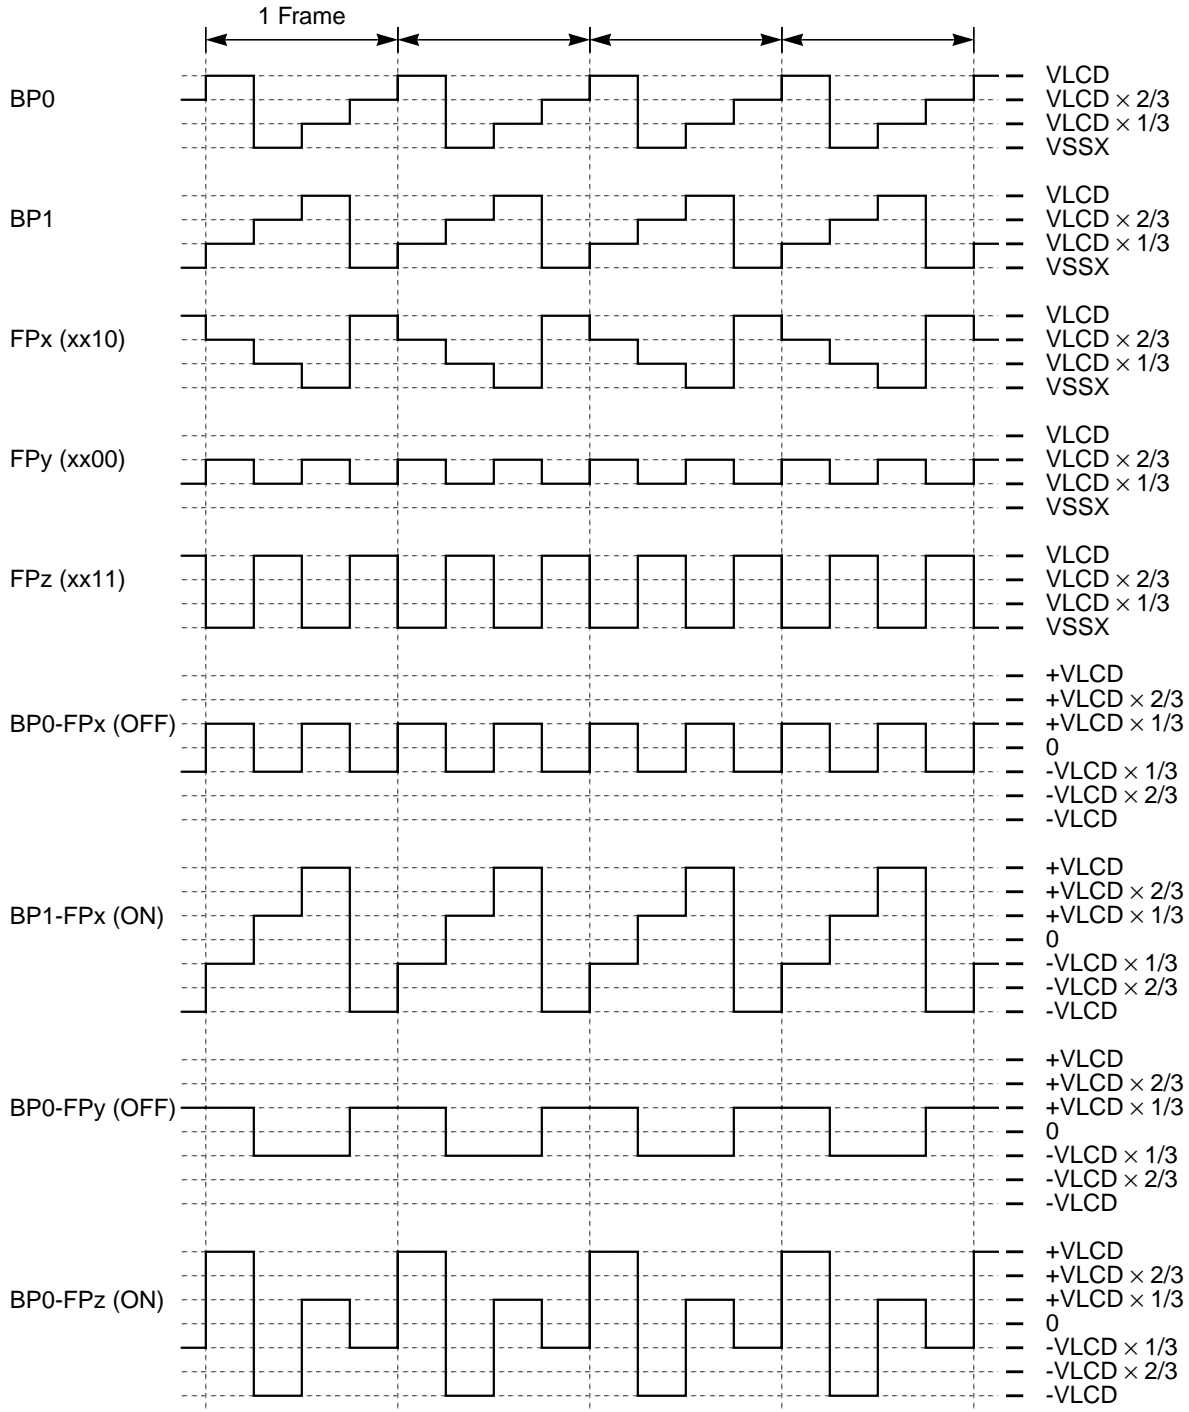 1 Frame
BP0
VLCD
VLCD × 2/3
VLCD × 1/3
VSSX
BP1
VLCD
VLCD × 2/3
VLCD × 1/3
VSSX
FPx (xx10)
VLCD
VLCD × 2/3
VLCD × 1/3
VSSX
FPy (xx00)
VLCD
VLCD × 2/3
VLCD × 1/3
VSSX
FPz (xx11)
VLCD
VLCD × 2/3
VLCD × 1/3
VSSX
BP0-FPx (OFF)
+VLCD
+VLCD × 2/3
+VLCD × 1/3
0
-VLCD × 1/3
-VLCD × 2/3
-VLCD
BP1-FPx (ON)
+VLCD
+VLCD × 2/3
+VLCD × 1/3
0
-VLCD × 1/3
-VLCD × 2/3
-VLCD
BP0-FPy (OFF)
+VLCD
+VLCD × 2/3
+VLCD × 1/3
0
-VLCD × 1/3
-VLCD × 2/3
-VLCD
BP0-FPz (ON)
+VLCD
+VLCD × 2/3
+VLCD × 1/3
0
-VLCD × 1/3
-VLCD × 2/3
-VLCD